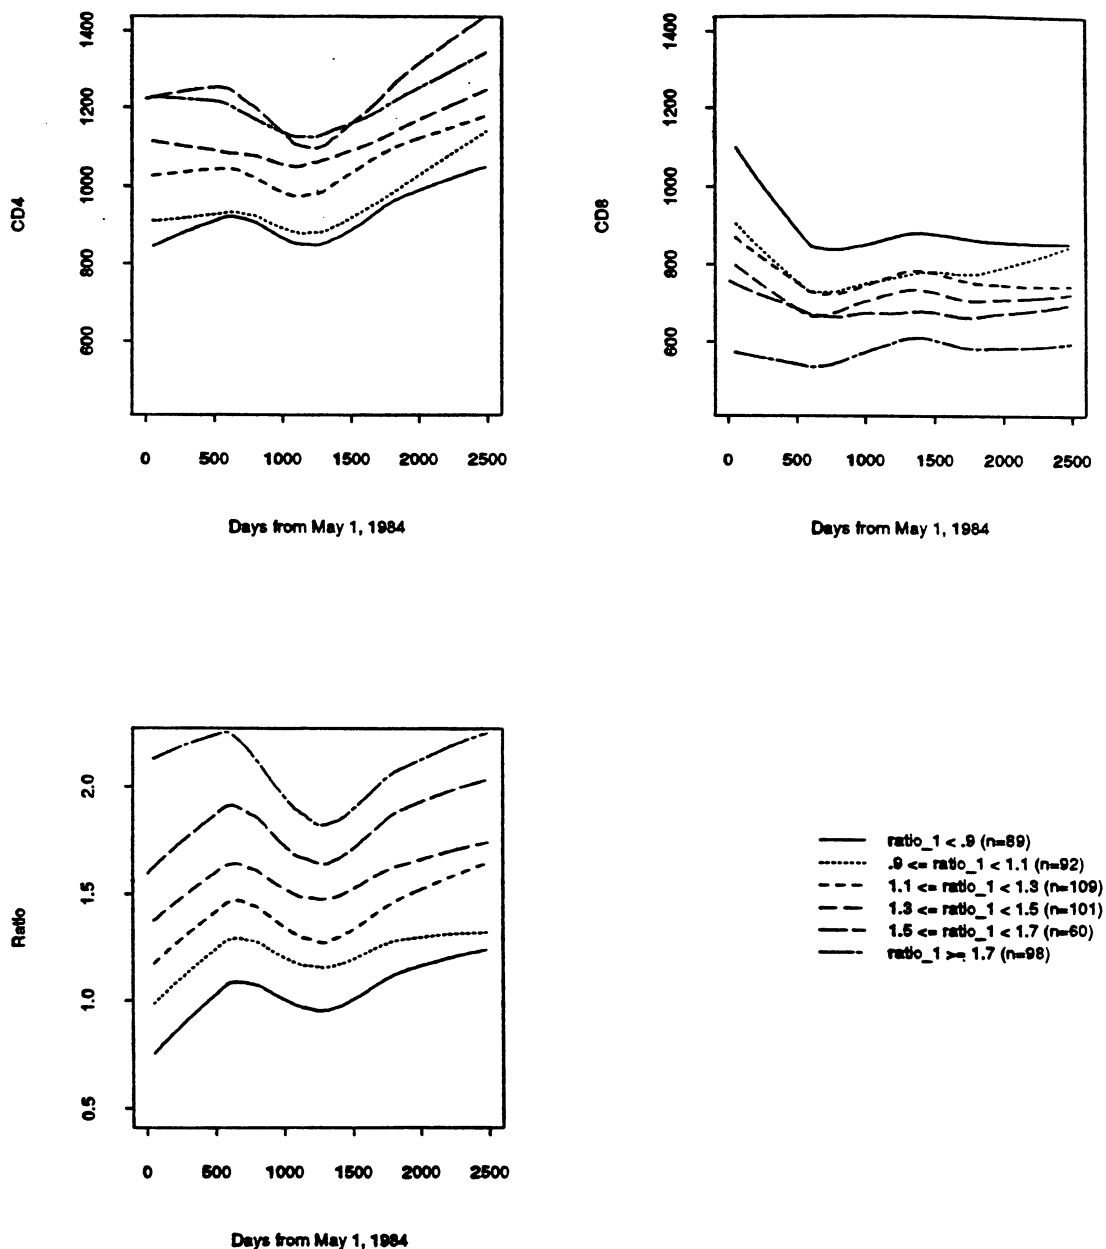 CD4
1400
1200
1000
800
600
0 500 1000 1500 2000 2500
Days from May 1, 1984
CD8
1400
1200
1000
800
600
0 500 1000 1500 2000 2500
Days from May 1, 1984
Ratio
2.0
1.5
1.0
0.5
0 500 1000 1500 2000 2500
Days from May 1, 1984
ratio_1 < .9 (n=89)
.9 <= ratio_1 < 1.1 (n=92)
1.1 <= ratio_1 < 1.3 (n=109)
1.3 <= ratio_1 < 1.5 (n=101)
1.5 <= ratio_1 < 1.7 (n=60)
ratio_1 >= 1.7 (n=98)